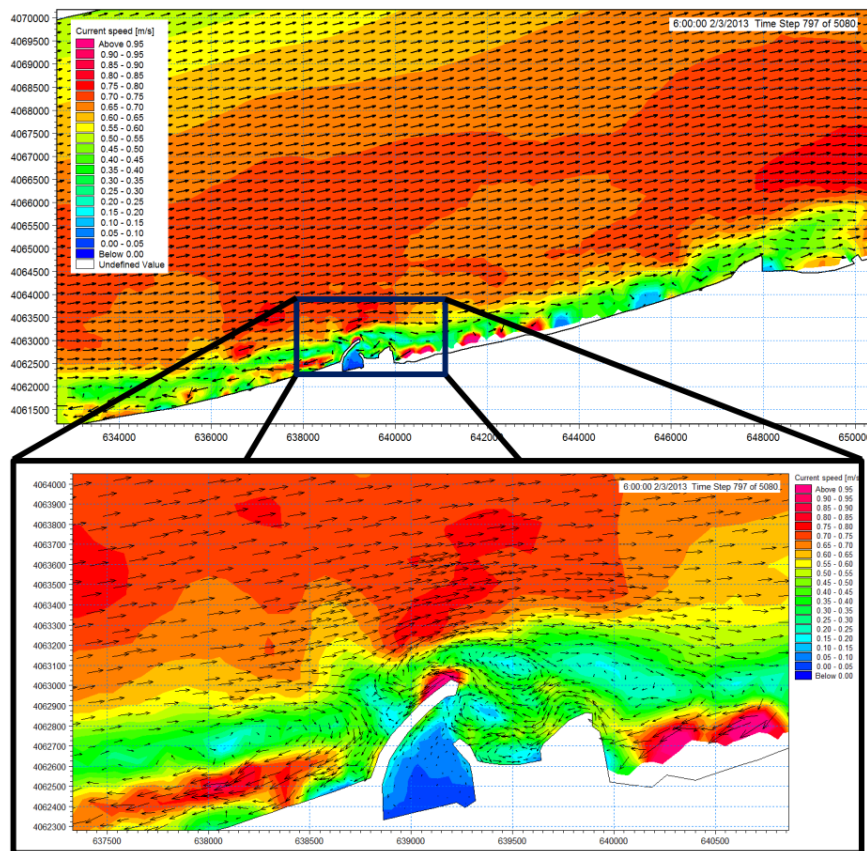 4070000
6:00:00 2/3/2013 Time Step 797 of 5080
4069500
Current speed [m/s]
Above 0.95
0.90 - 0.95
0.85 - 0.90
0.80 - 0.85
0.75 - 0.80
0.70 - 0.75
0.65 - 0.70
0.60 - 0.65
0.55 - 0.60
0.50 - 0.55
0.45 - 0.50
0.40 - 0.45
0.35 - 0.40
0.30 - 0.35
0.25 - 0.30
0.20 - 0.25
0.15 - 0.20
0.10 - 0.15
0.05 - 0.10
0.00 - 0.05
Below 0.00
Undefined Value
4069000
4068500
4068000
4067500
4067000
4066500
4066000
4065500
4065000
4064500
4064000
4063500
4063000
4062500
4062000
4061500
634000 636000 638000 640000 642000 644000 646000 648000 65000
4064000
6:00:00 2/3/2013 Time Step 797 of 5080
Current speed [m/s
Above 0.95
0.90 - 0.95
0.85 - 0.90
0.80 - 0.85
0.75 - 0.80
0.70 - 0.75
0.65 - 0.70
0.60 - 0.65
0.55 - 0.60
0.50 - 0.55
0.45 - 0.50
0.40 - 0.45
0.35 - 0.40
0.30 - 0.35
0.25 - 0.30
0.20 - 0.25
0.15 - 0.20
0.10 - 0.15
0.05 - 0.10
0.00 - 0.05
Below 0.00
4063900
4063800
4063700
4063600
4063500
4063400
4063300
4063200
4063100
4063000
4062900
4062800
4062700
4062600
4062500
4062400
4062300
637500 638000 638500 639000 639500 640000 640500